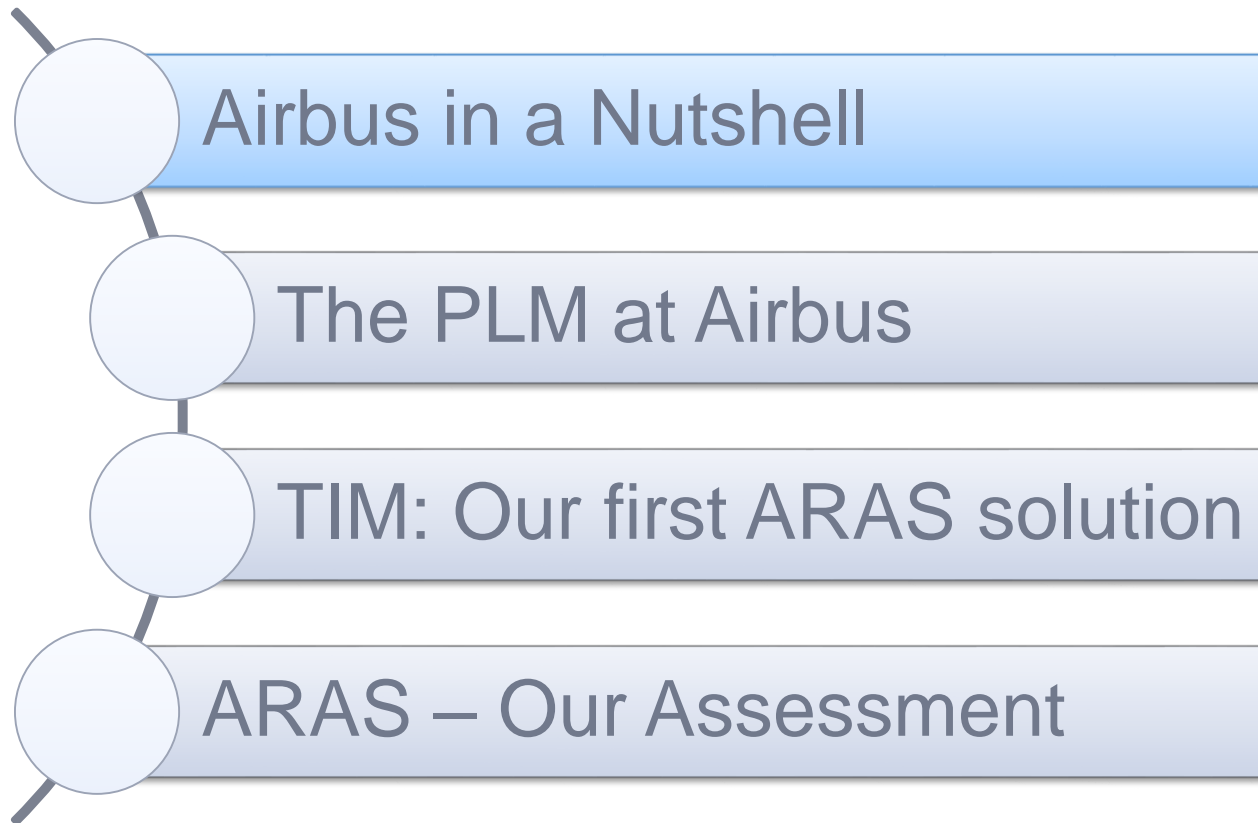 Airbus in a Nutshell
The PLM at Airbus
TIM: Our first ARAS solution
ARAS – Our Assessment